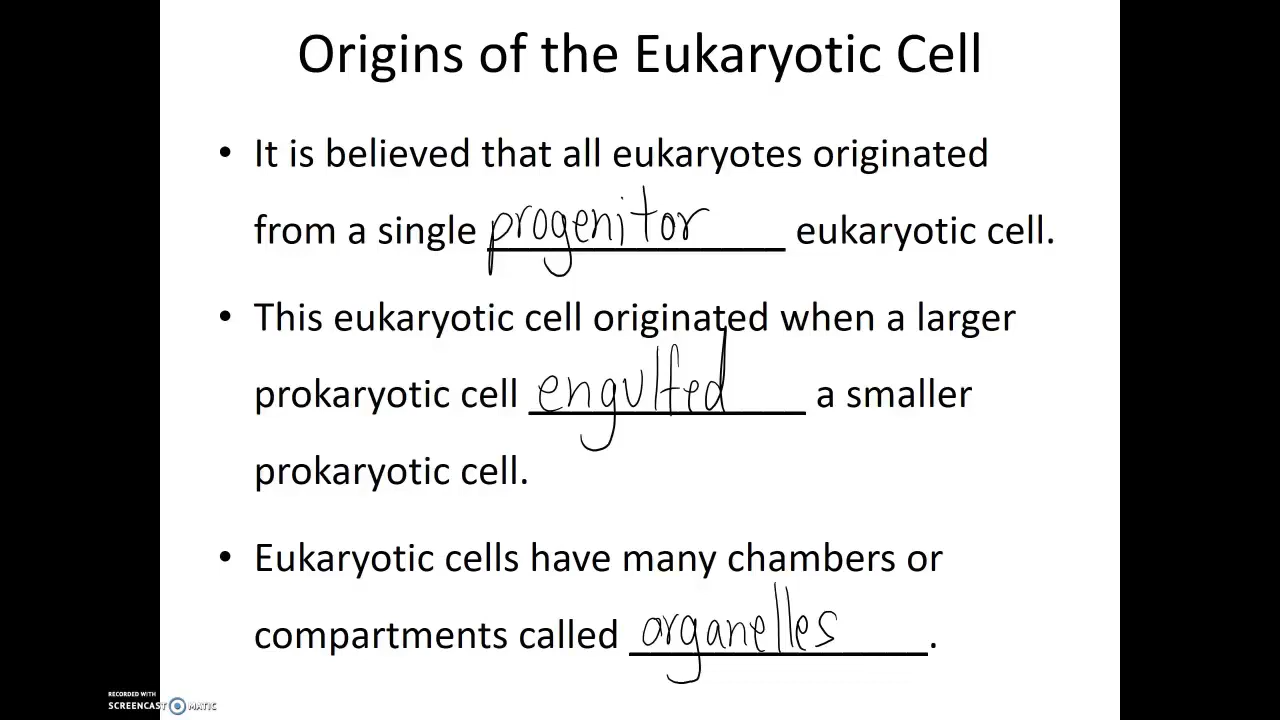 Origins of the Eukaryotic Cell
• It is believed that all eukaryotes originated
from a single progenitor eukaryotic cell.
• This eukaryotic cell originated when a larger
prokaryotic cell engulfed a smaller
prokaryotic cell.
• Eukaryotic cells have many chambers or
compartments called organelles.
RECORDED WITH
SCREENCAST MATIC